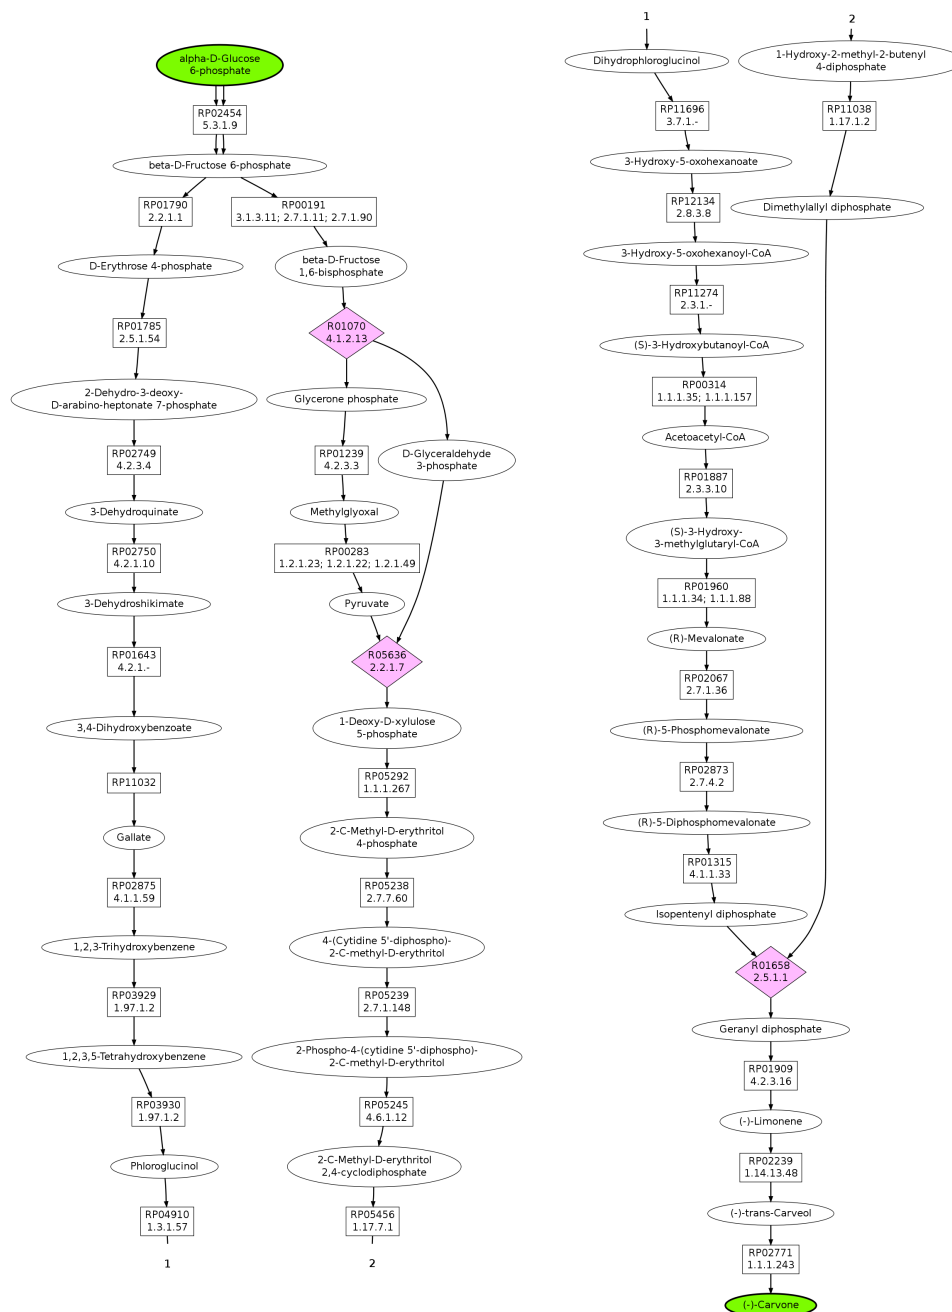 alpha-D-Glucose
6-phosphate
RP02454
5.3.1.9
beta-D-Fructose 6-phosphate
RP01790
2.2.1.1
D-Erythrose 4-phosphate
RP01785
2.5.1.54
2-Dehydro-3-deoxy-
D-arabino-heptonate 7-phosphate
RP02749
4.2.3.4
3-Dehydroquinate
RP02750
4.2.1.10
3-Dehydroshikimate
RP01643
4.2.1.-
3,4-Dihydroxybenzoate
RP11032
Gallate
RP02875
4.1.1.59
1,2,3-Trihydroxybenzene
RP03929
1.97.1.2
1,2,3,5-Tetrahydroxybenzene
RP03930
1.97.1.2
Phloroglucinol
RP04910
1.3.1.57
1
RP00191
3.1.3.11; 2.7.1.11; 2.7.1.90
beta-D-Fructose
1,6-bisphosphate
R01070
4.1.2.13
Glycerone phosphate
RP01239
4.2.3.3
D-Glyceraldehyde
3-phosphate
Methylglyoxal
RP00283
1.2.1.23; 1.2.1.22; 1.2.1.49
Pyruvate
R05636
2.2.1.7
1-Deoxy-D-xylulose
5-phosphate
RP05292
1.1.1.267
2-C-Methyl-D-erythritol
4-phosphate
RP05238
2.7.7.60
4-(Cytidine 5'-diphospho)-
2-C-methyl-D-erythritol
RP05239
2.7.1.148
2-Phospho-4-(cytidine 5'-diphospho)-
2-C-methyl-D-erythritol
RP05245
4.6.1.12
2-C-Methyl-D-erythritol
2,4-cyclodiphosphate
RP05456
1.17.7.1
2
1
Dihydrophloroglucinol
RP11696
3.7.1.-
3-Hydroxy-5-oxohexanoate
RP12134
2.8.3.8
3-Hydroxy-5-oxohexanoyl-CoA
RP11274
2.3.1.-
(S)-3-Hydroxybutanoyl-CoA
RP00314
1.1.1.35; 1.1.1.157
Acetoacetyl-CoA
RP01887
2.3.3.10
(S)-3-Hydroxy-
3-methylglutaryl-CoA
RP01960
1.1.1.34; 1.1.1.88
(R)-Mevalonate
RP02067
2.7.1.36
(R)-5-Phosphomevalonate
RP02873
2.7.4.2
(R)-5-Diphosphomevalonate
RP01315
4.1.1.33
Isopentenyl diphosphate
2
1-Hydroxy-2-methyl-2-butenyl
4-diphosphate
RP11038
1.17.1.2
Dimethylallyl diphosphate
R01658
2.5.1.1
Geranyl diphosphate
RP01909
4.2.3.16
(-)-Limonene
RP02239
1.14.13.48
(-)-trans-Carveol
RP02771
1.1.1.243
(-)-Carvone